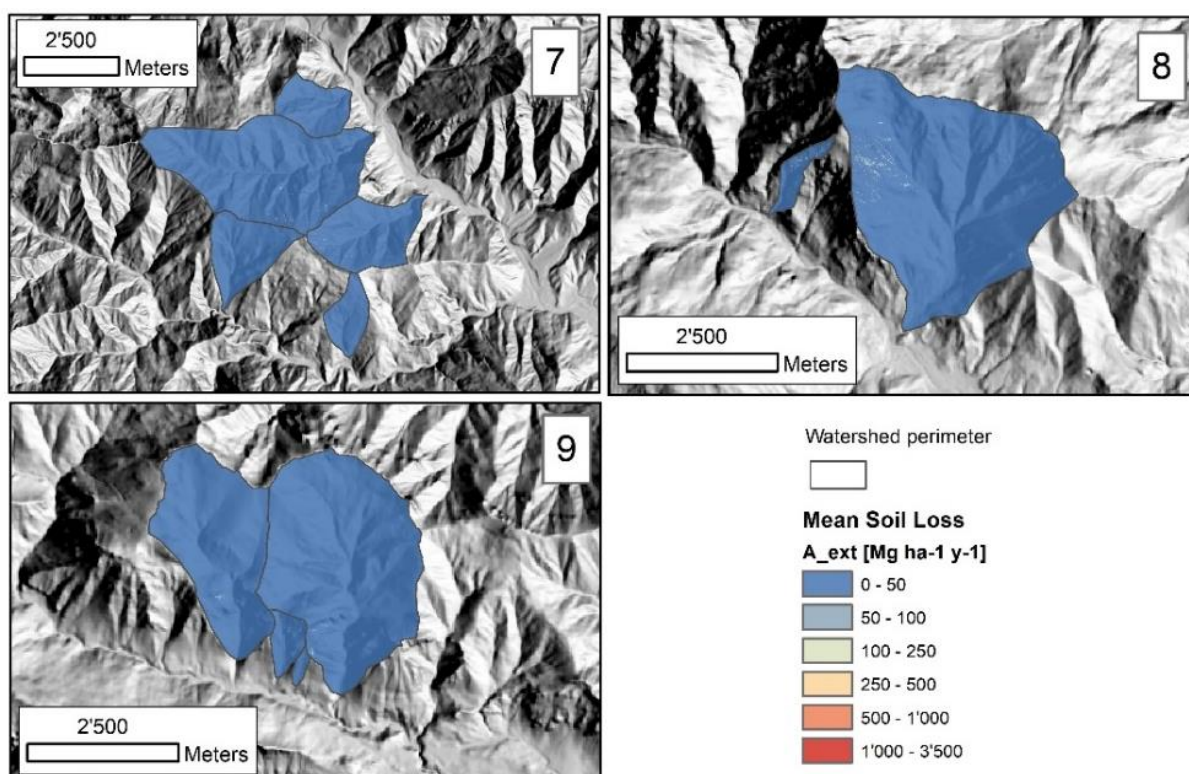 2'500
Meters
7
2'500
Meters
8
2'500
Meters
9
Watershed perimeter
Mean Soil Loss
A_ext [Mg ha-1 y-1]
0 - 50
50 - 100
100 - 250
250 - 500
500 - 1'000
1'000 - 3'500